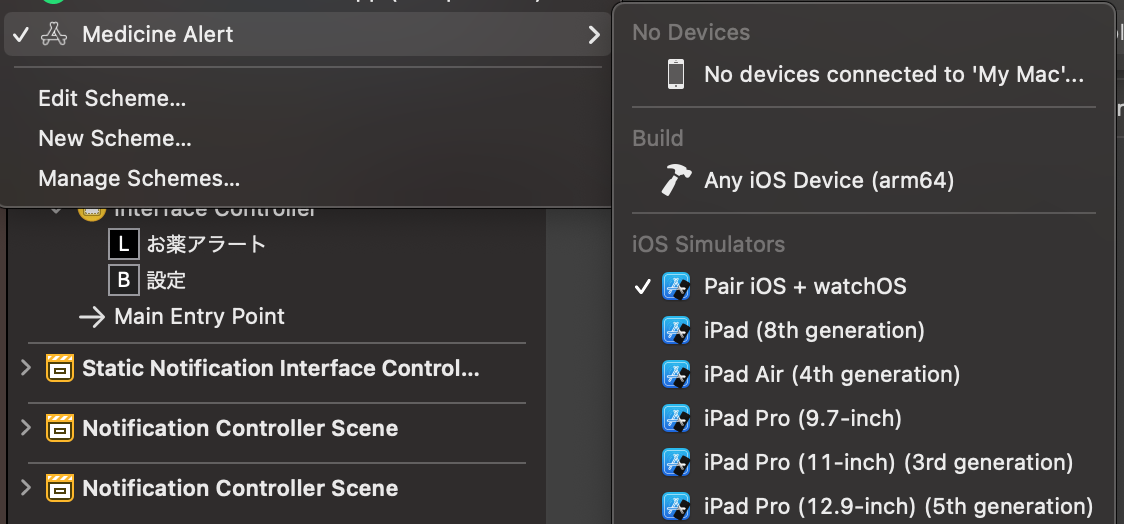 Medicine Alert
Edit Scheme...
New Scheme...
Manage Schemes...
Interface Controller
L お薬アラート
B 設定
Main Entry Point
Static Notification Interface Control...
Notification Controller Scene
Notification Controller Scene
No Devices
No devices connected to 'My Mac'...
Build
Any iOS Device (arm64)
iOS Simulators
Pair iOS + watchOS
iPad (8th generation)
iPad Air (4th generation)
iPad Pro (9.7-inch)
iPad Pro (11-inch) (3rd generation)
iPad Pro (12.9-inch) (5th generation)